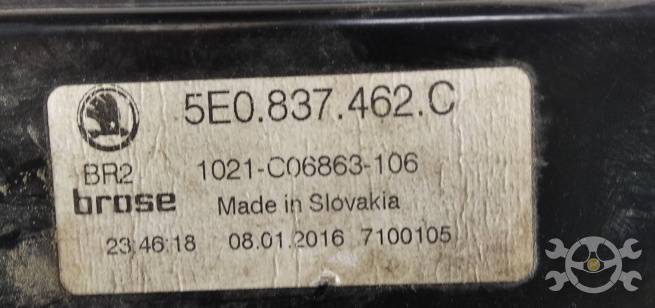 5E0.837.462.C
BR2 1021-C06863-106
brose Made in Slovakia
23:46:18 08.01.2016 7100105